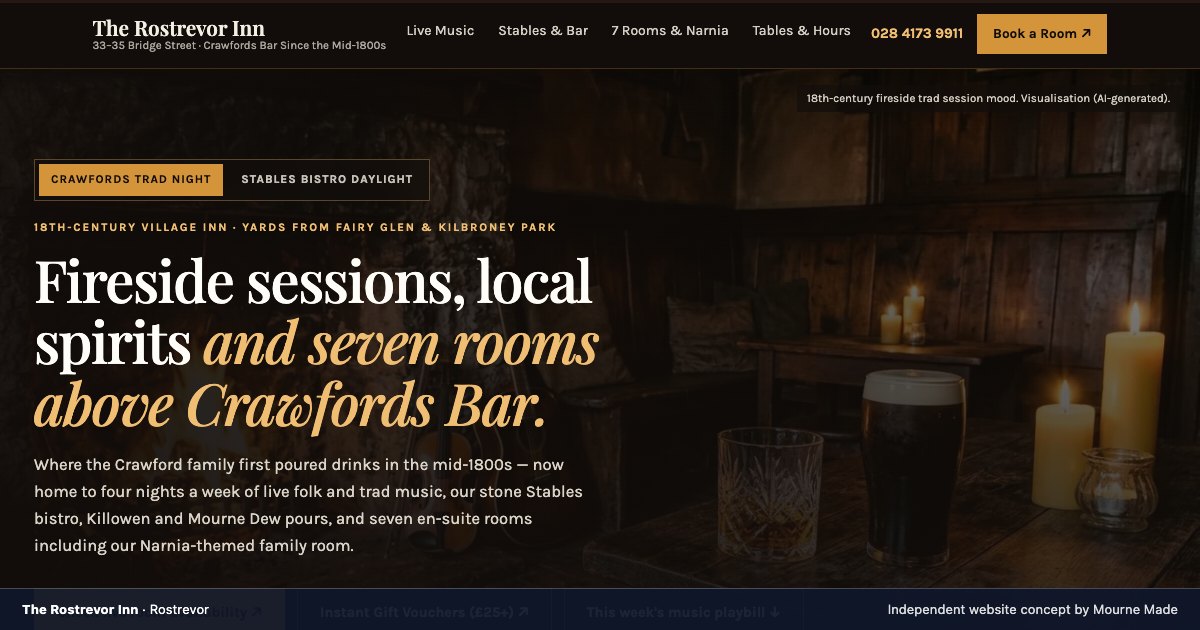 The Rostrevor Inn
33–35 Bridge Street · Crawfords Bar Since the Mid-1800s
Live Music
Stables & Bar
7 Rooms & Narnia
Tables & Hours
028 4173 9911
Book a Room ↗
18th-century fireside trad session mood. Visualisation (AI-generated).
CRAWFORDS TRAD NIGHT
STABLES BISTRO DAYLIGHT
18TH-CENTURY VILLAGE INN · YARDS FROM FAIRY GLEN & KILBRONEY PARK
Fireside sessions, local
spirits and seven rooms
above Crawfords Bar.
Where the Crawford family first poured drinks in the mid-1800s — now
home to four nights a week of live folk and trad music, our stone Stables
bistro, Killowen and Mourne Dew pours, and seven en-suite rooms
including our Narnia-themed family room.
Instant Gift Vouchers (£25+) ↗
This week's music playbill ↓
The Rostrevor Inn · Rostrevor
Independent website concept by Mourne Made